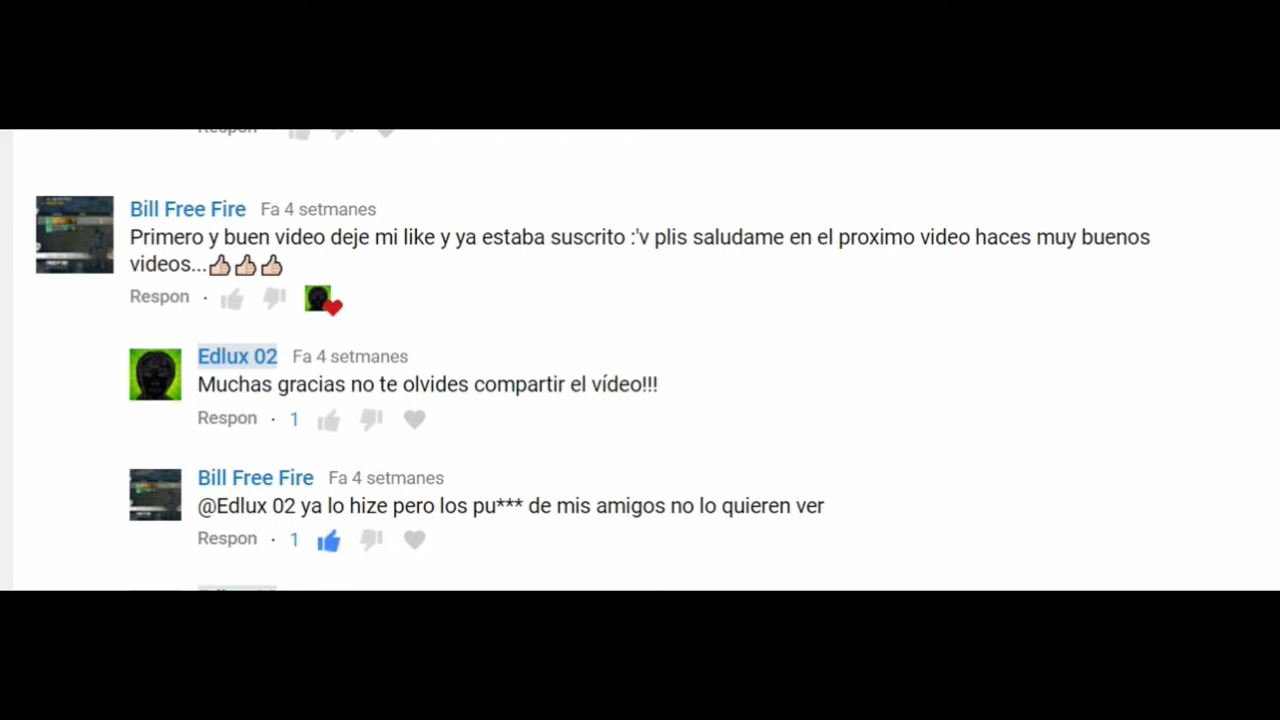 Respon ·
Bill Free Fire Fa 4 setmanes
Primero y buen video deje mi like y ya estaba suscrito :'v plis saludame en el proximo video haces muy buenos
videos...👍🏻👍🏻👍🏻
Respon ·
Edlux 02 Fa 4 setmanes
Muchas gracias no te olvides compartir el vídeo!!!
Respon · 1
Bill Free Fire Fa 4 setmanes
@Edlux 02 ya lo hize pero los pu*** de mis amigos no lo quieren ver
Respon · 1